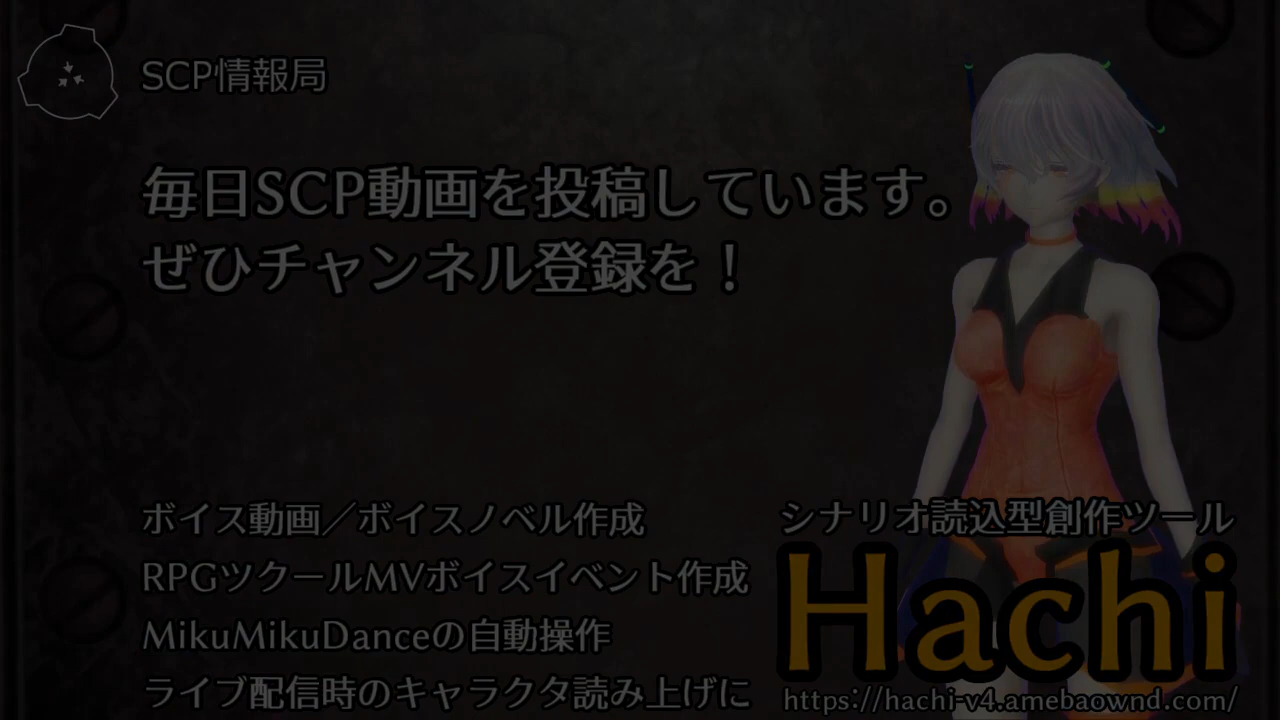 SCP情報局
毎日SCP動画を投稿しています。
ぜひチャンネル登録を！
ボイス動画／ボイスノベル作成
RPGツクールMVボイスイベント作成
MikuMikuDanceの自動操作
ライブ配信時のキャラクタ読み上げに
シナリオ読込型創作ツール
Hachi
https://hachi-v4.amebaownd.com/